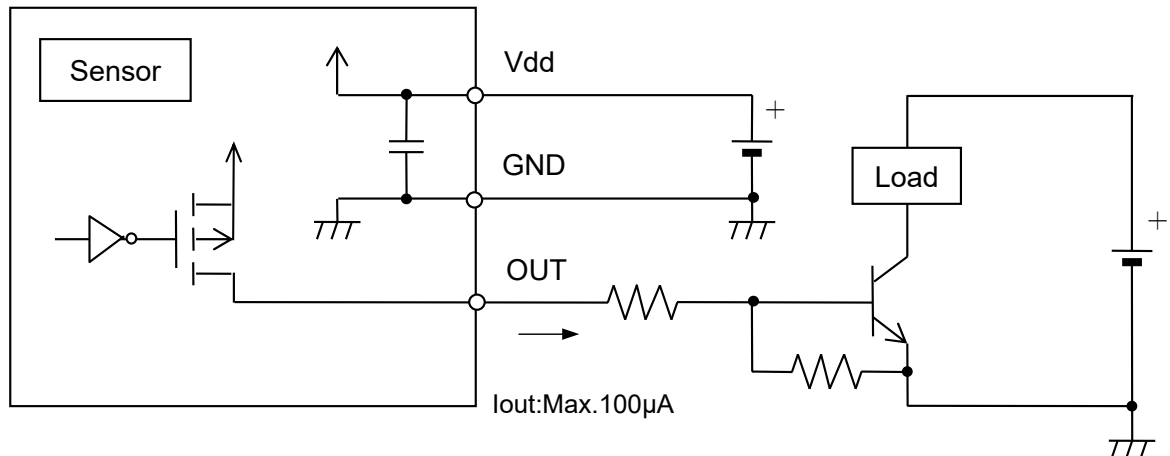 Sensor
Vdd
+
GND
Load
+
OUT
Iout:Max.100μA